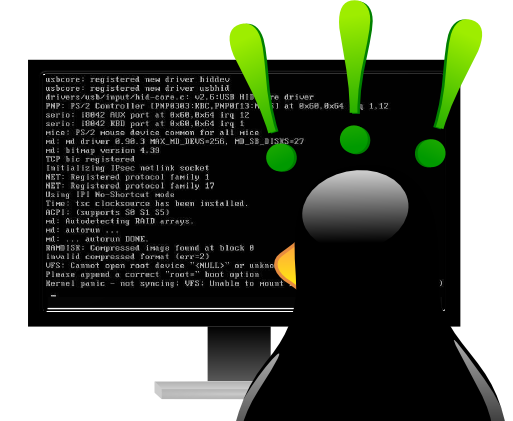 usbcore: registered new driver hiddev
usbcore: registered new driver usbhid
drivers/usb/input/hid-core.c: v2.6:USB HID core driver
PNP: PS/2 Controller [PNP0303:KBC,PNP0f13:M] at 0x60,0x64 irq 1,12
serio: i8042 AUX port at 0x60,0x64 irq 12
serio: i8042 KBD port at 0x60,0x64 irq 1
mice: PS/2 mouse device common for all mice
md: md driver 0.90.3 MAX_MD_DEVS=256, MD_SB_DISKS=27
md: bitmap version 4.39
TCP bic registered
Initializing IPsec netlink socket
NET: Registered protocol family 1
NET: Registered protocol family 17
Using IPI No-Shortcut mode
Time: tsc clocksource has been installed.
ACPI: (supports S0 S1 S5)
md: Autodetecting RAID arrays.
md: autorun ...
md: ... autorun DONE.
RAMDISK: Compressed image found at block 0
Invalid compressed format (err=2)
VFS: Cannot open root device "<NULL>" or unkno
Please append a correct "root=" boot option
Kernel panic - not syncing: VFS: Unable to mount